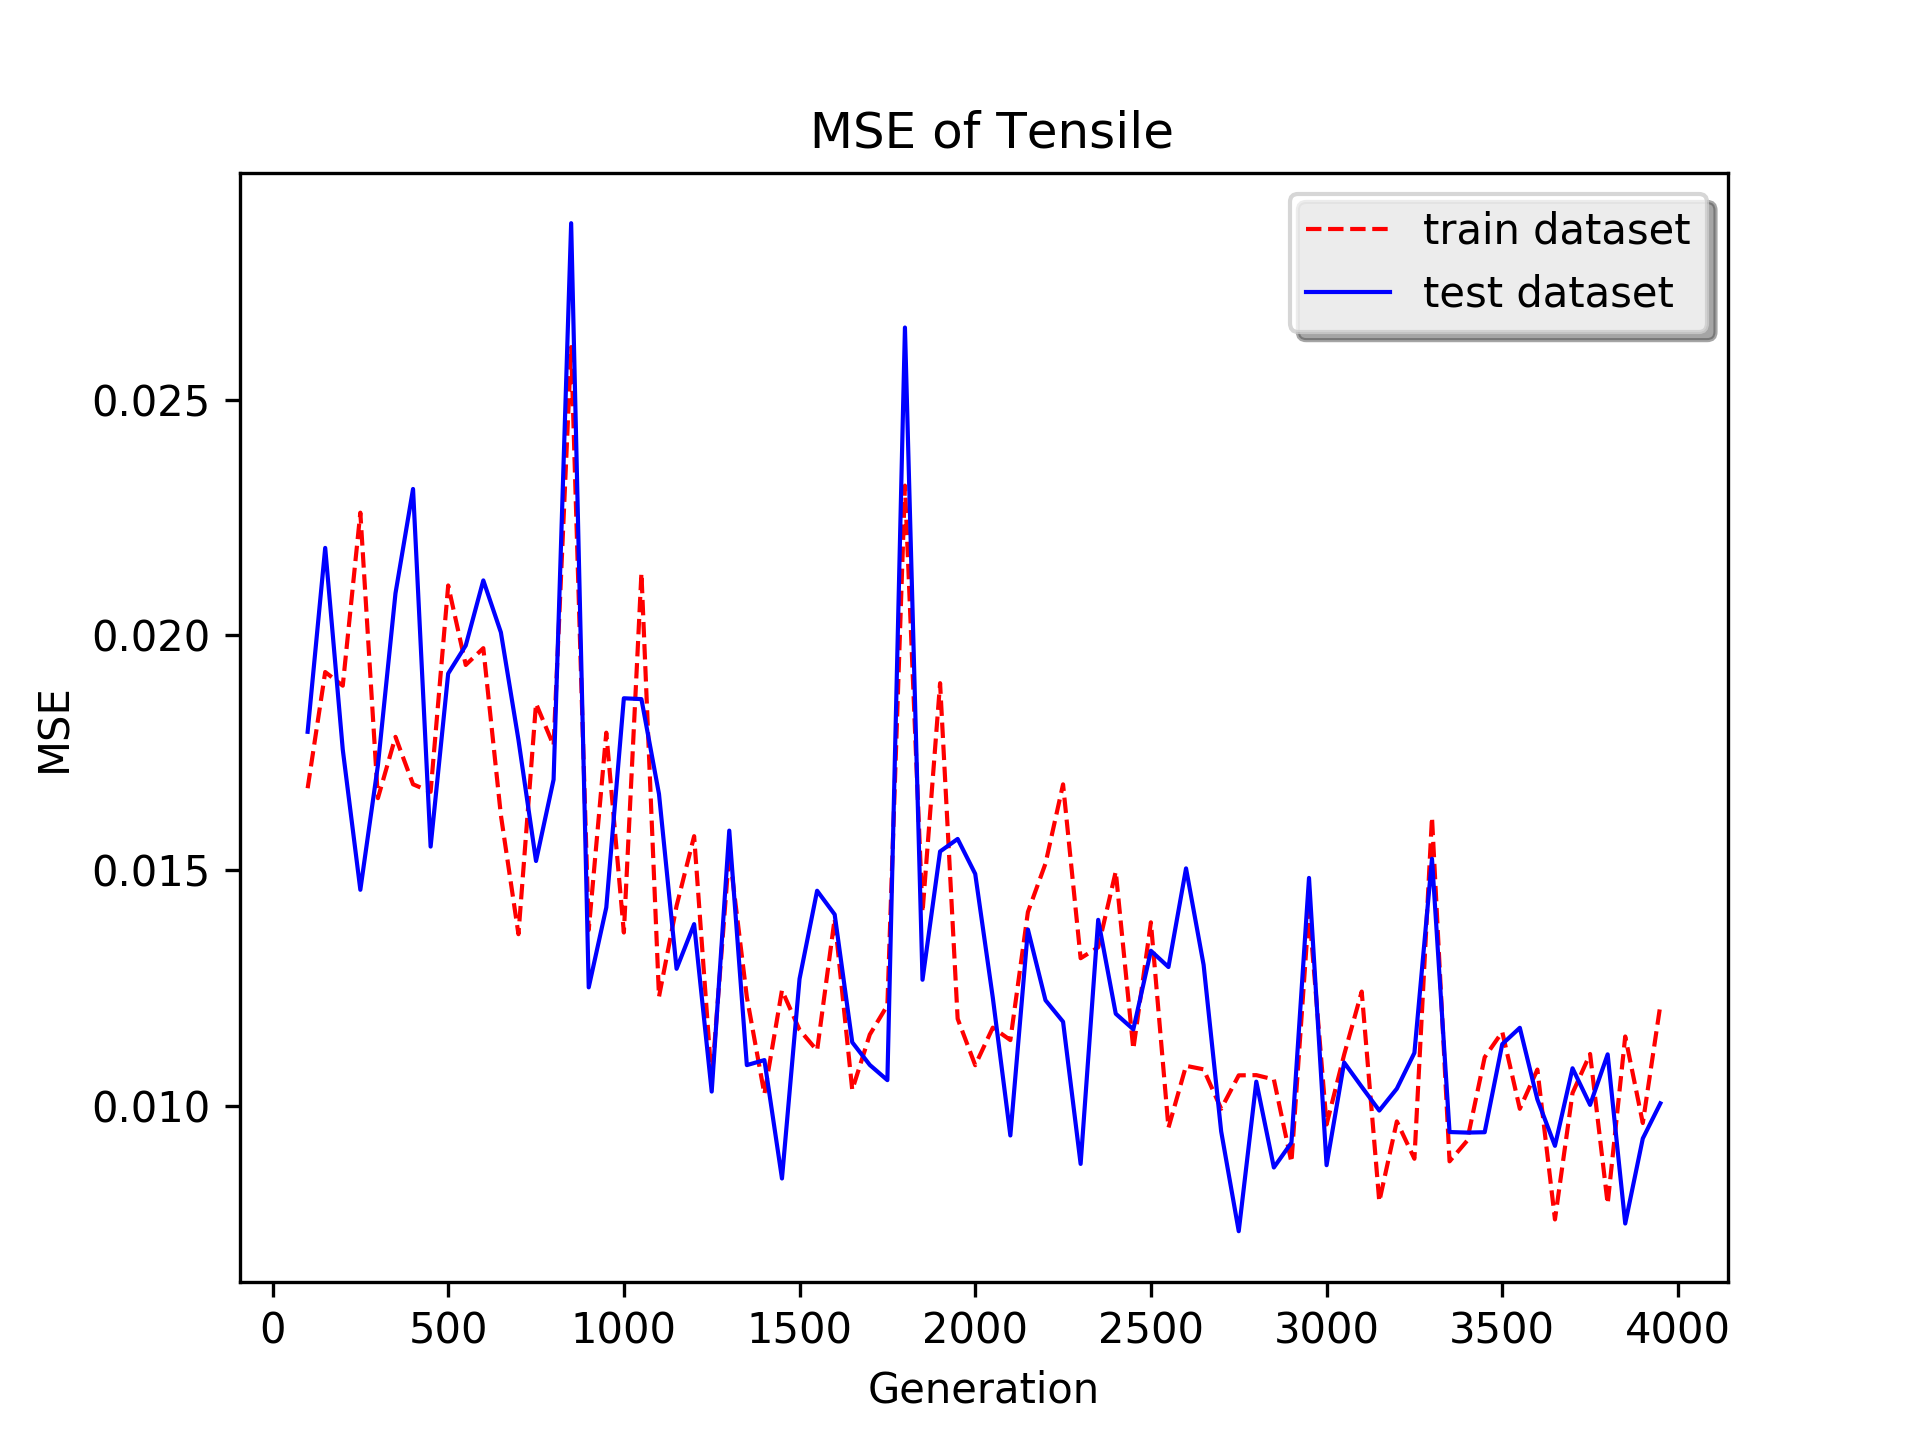 MSE of Tensile
train dataset
test dataset
MSE
0.025
0.020
0.015
0.010
0 500 1000 1500 2000 2500 3000 3500 4000
Generation